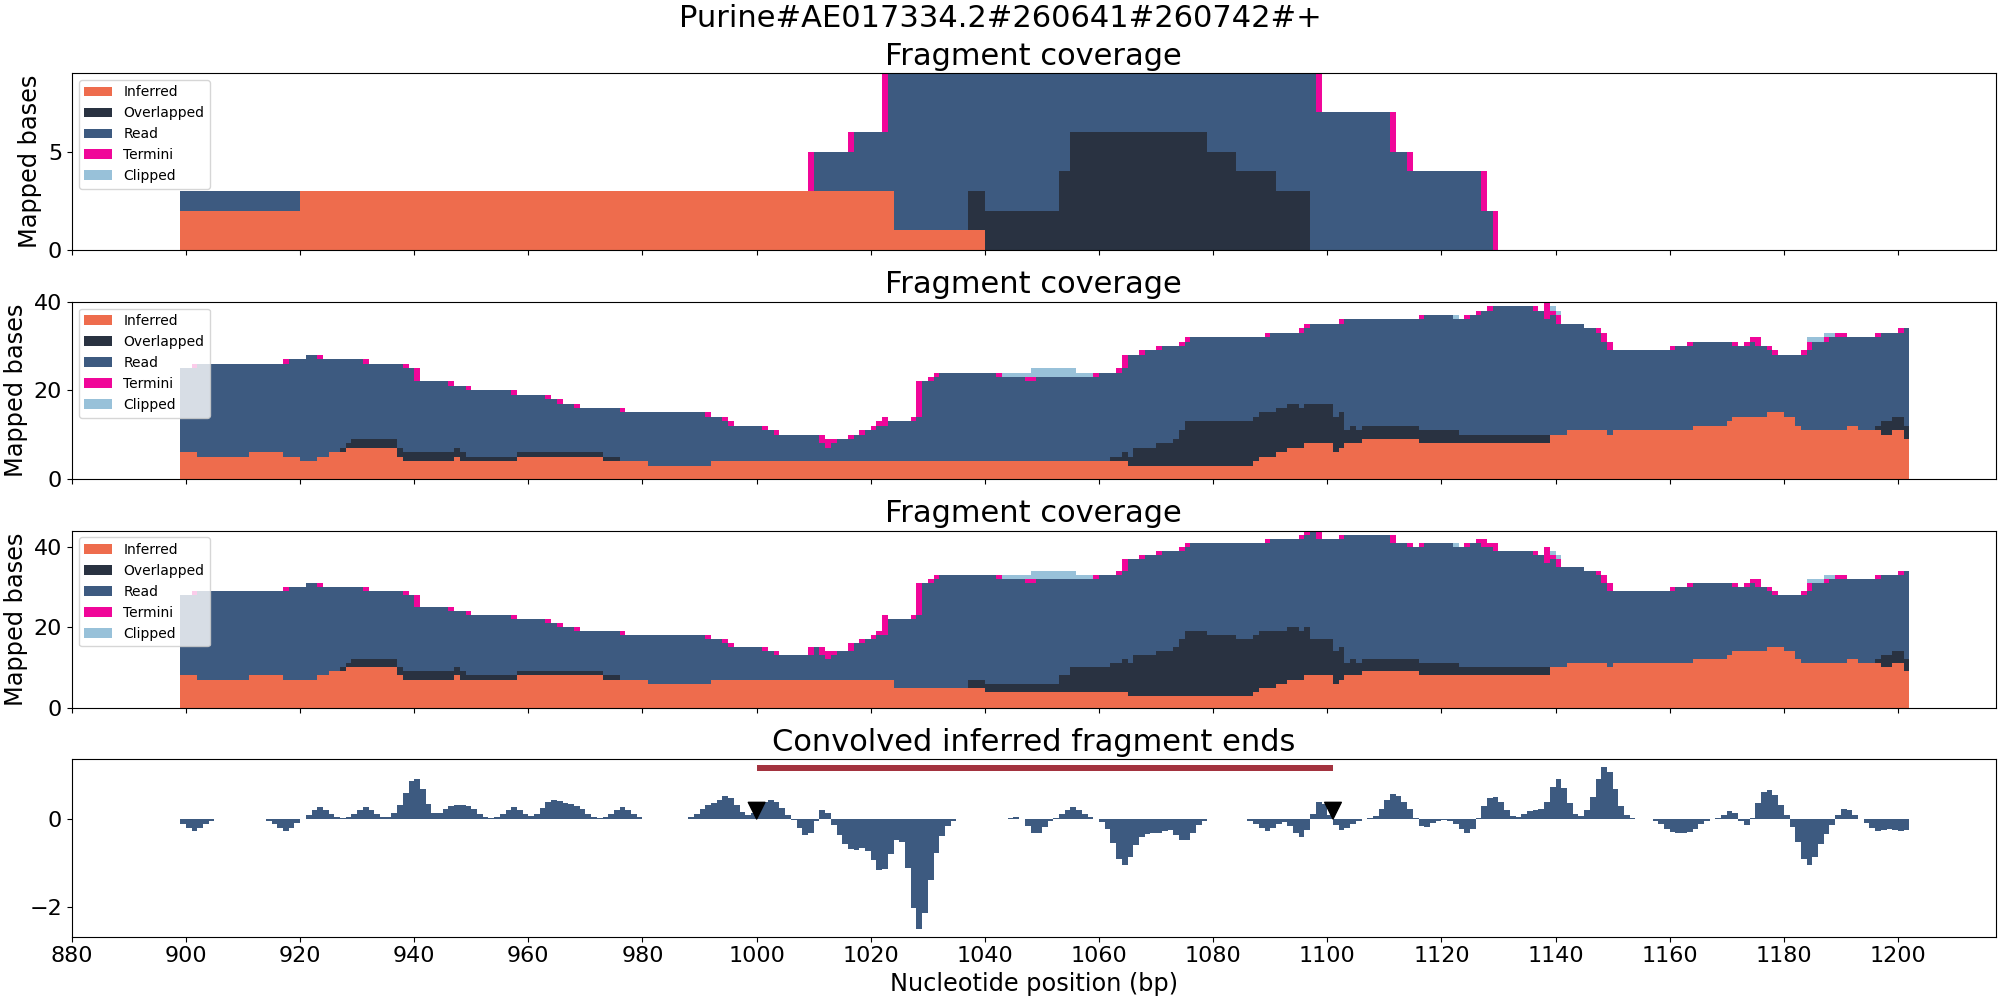 Purine#AE017334.2#260641#260742#+
Fragment coverage
Mapped bases
5
0
Inferred
Overlapped
Read
Termini
Clipped
Fragment coverage
Mapped bases
40
20
0
Inferred
Overlapped
Read
Termini
Clipped
Fragment coverage
Mapped bases
40
20
0
Inferred
Overlapped
Read
Termini
Clipped
Convolved inferred fragment ends
0
−2
880 900 920 940 960 980 1000 1020 1040 1060 1080 1100 1120 1140 1160 1180 1200
Nucleotide position (bp)